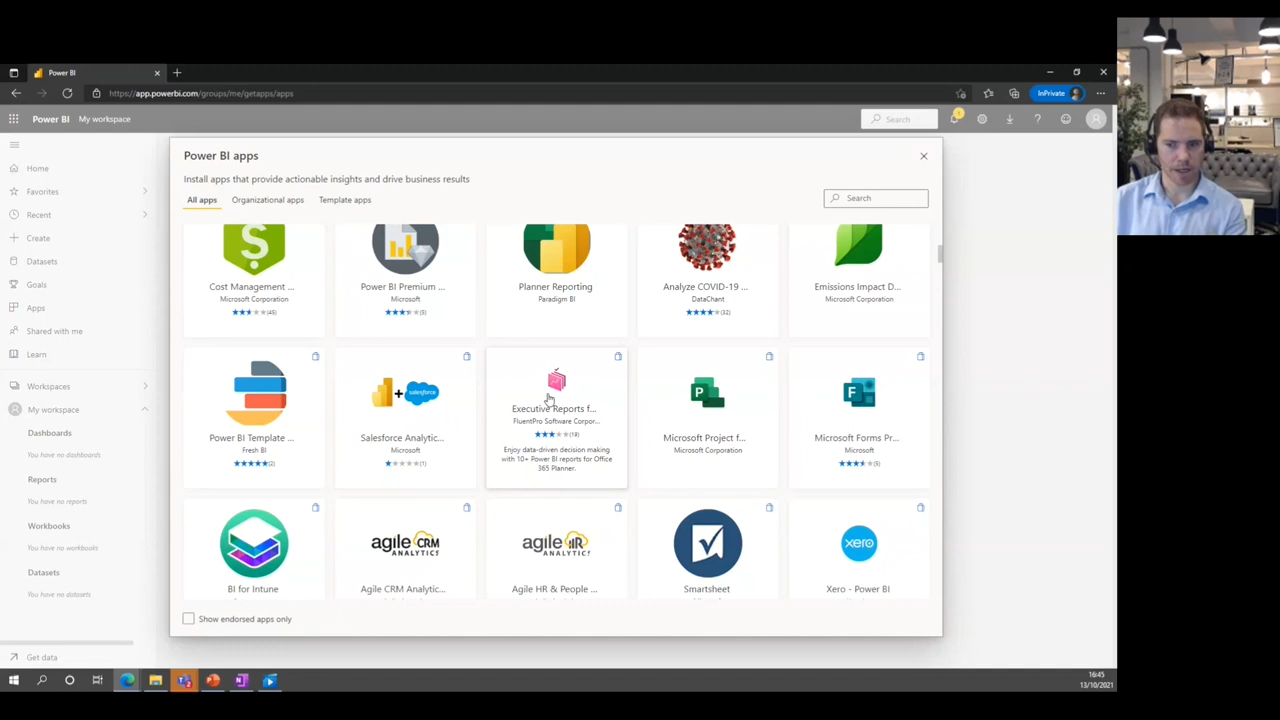 Power BI
https://app.powerbi.com/groups/me/getapps/apps
InPrivate
Power BI My workspace
Search
1
Home
Favorites
Recent
Create
Datasets
Goals
Apps
Shared with me
Learn
Workspaces
My workspace
Dashboards
You have no dashboards
Reports
You have no reports
Workbooks
You have no workbooks
Datasets
You have no datasets
Get data
Power BI apps
Install apps that provide actionable insights and drive business results
All apps Organizational apps Template apps
Search
Cost Management ...
Microsoft Corporation
(45)
Power BI Premium ...
Microsoft
(5)
Planner Reporting
Paradigm BI
Analyze COVID-19 ...
DataChant
(32)
Emissions Impact D...
Microsoft Corporation
Power BI Template ...
Fresh BI
(2)
salesforce
Salesforce Analytic...
Microsoft
(1)
Executive Reports f...
FluentPro Software Corpor...
(13)
Enjoy data-driven decision making
with 10+ Power BI reports for Office
365 Planner.
P
Microsoft Project f...
Microsoft Corporation
F
Microsoft Forms Pr...
Microsoft
(5)
BI for Intune
agile CRM
ANALYTICS
Agile CRM Analytic...
agile HR
ANALYTICS
Agile HR & People ...
Smartsheet
xero
Xero - Power BI
Show endorsed apps only
16:45
13/10/2021